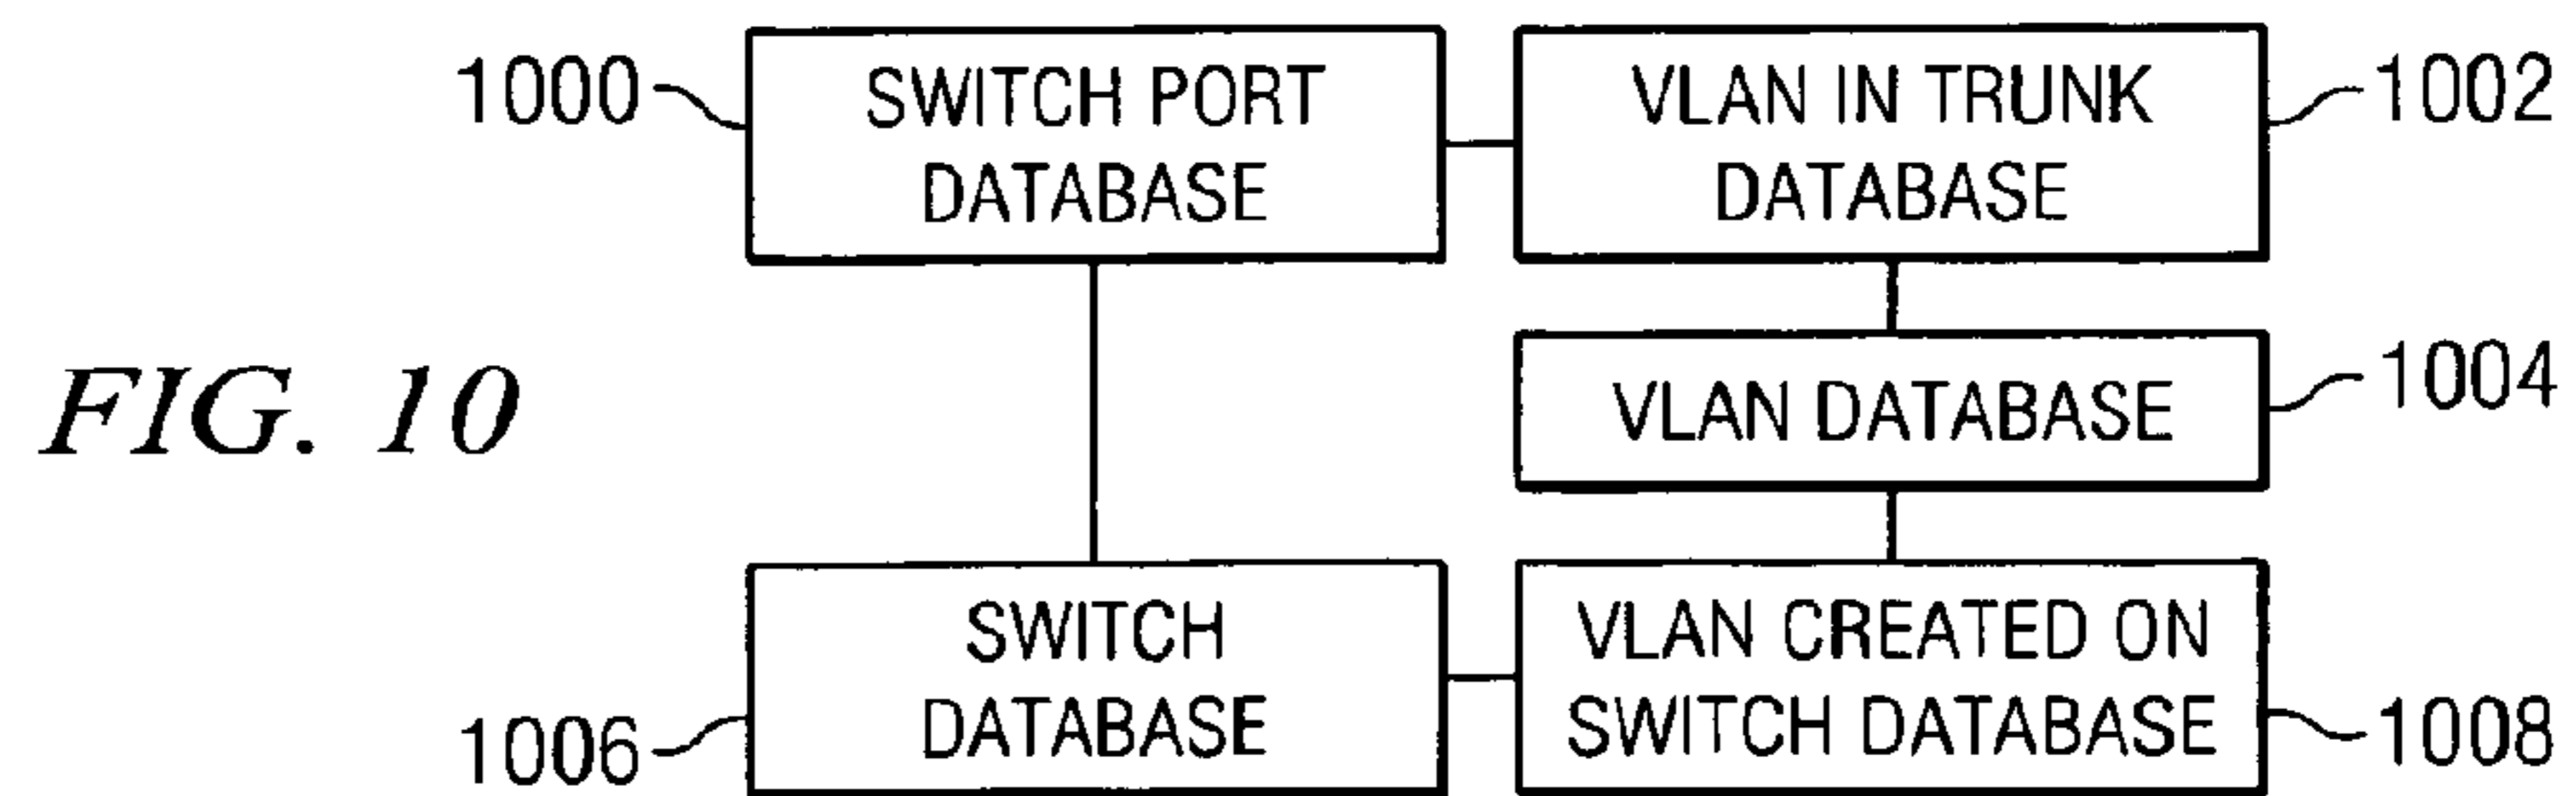 1000
SWITCH PORT
DATABASE
VLAN IN TRUNK
DATABASE
1002
FIG. 10
VLAN DATABASE
1004
1006
SWITCH
DATABASE
VLAN CREATED ON
SWITCH DATABASE
1008